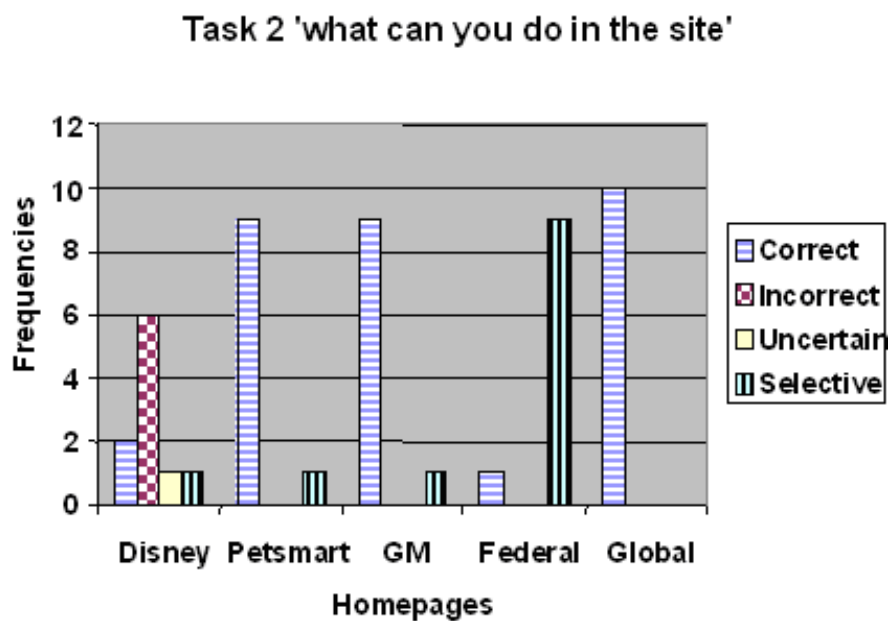 Task 2 'what can you do in the site'
12
10
8
6
4
2
0
Frequencies
Disney Petsmart GM Federal Global
Homepages
Correct
Incorrect
Uncertain
Selective